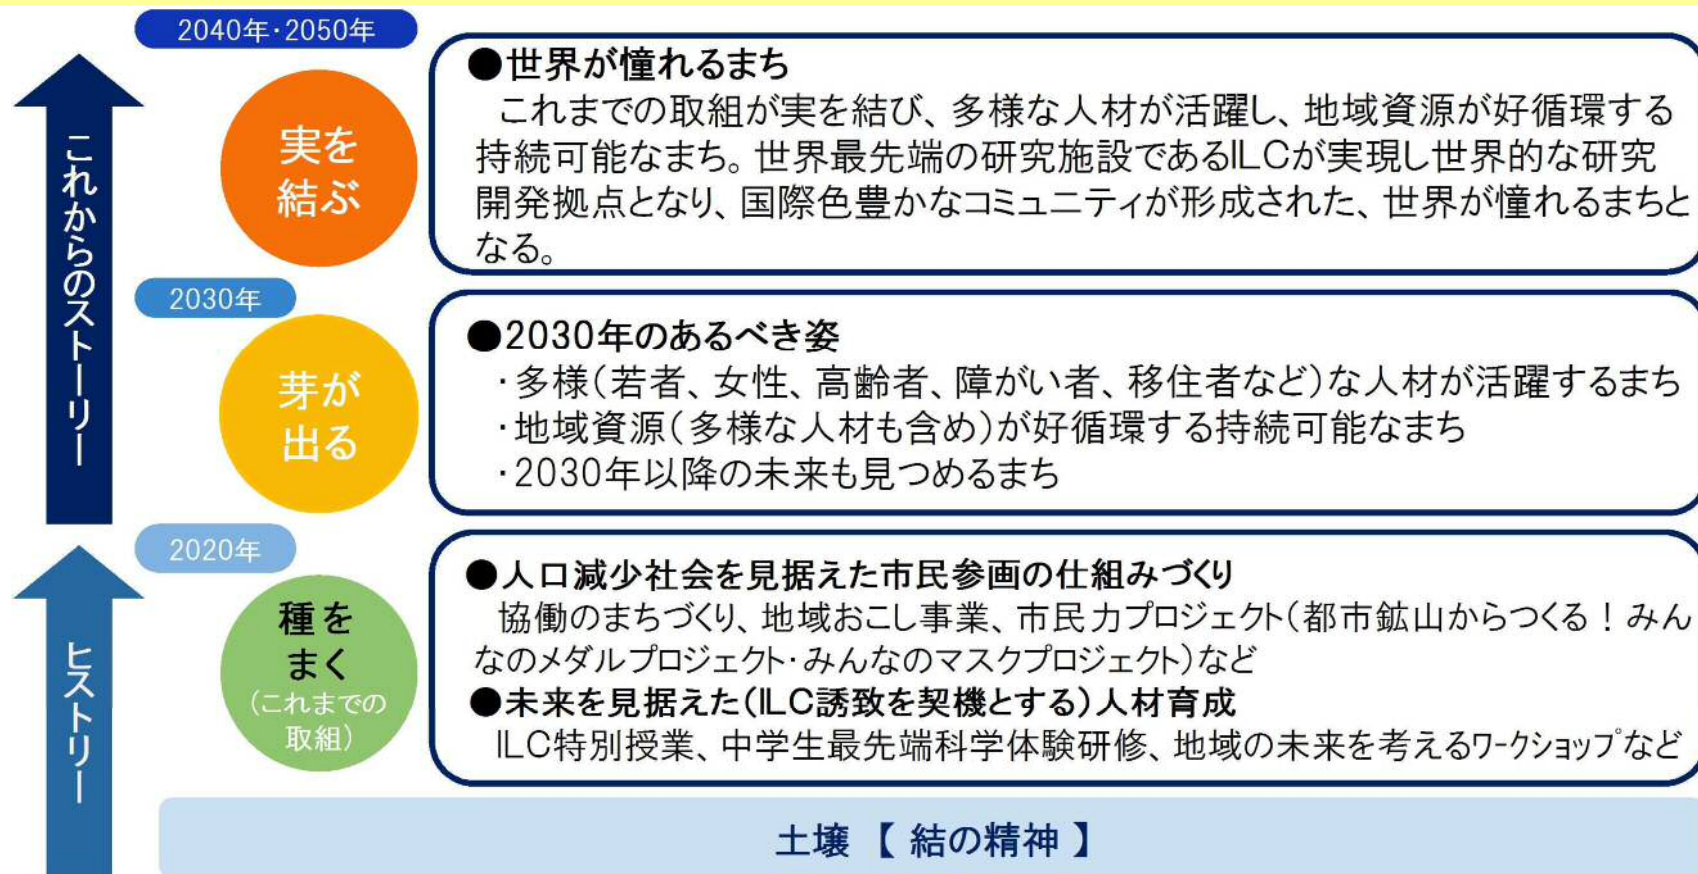 2040年・2050年
これからのストーリー
実を
結ぶ
●世界が憧れるまち
これまでの取組が実を結び、多様な人材が活躍し、地域資源が好循環する
持続可能なまち。世界最先端の研究施設であるILCが実現し世界的な研究
開発拠点となり、国際色豊かなコミュニティが形成された、世界が憧れるまちと
なる。
2030年
芽が
出る
●2030年のあるべき姿
・多様(若者、女性、高齢者、障がい者、移住者など)な人材が活躍するまち
・地域資源(多様な人材も含め)が好循環する持続可能なまち
・2030年以降の未来も見つめるまち
2020年
ヒストリー
種を
まく
(これまでの
取組)
●人口減少社会を見据えた市民参画の仕組みづくり
協働のまちづくり、地域おこし事業、市民力プロジェクト(都市鉱山からつくる！みん
なのメダルプロジェクト・みんなのマスクプロジェクト)など
●未来を見据えた(ILC誘致を契機とする)人材育成
ILC特別授業、中学生最先端科学体験研修、地域の未来を考えるワークショップなど
土壌【 結の精神 】